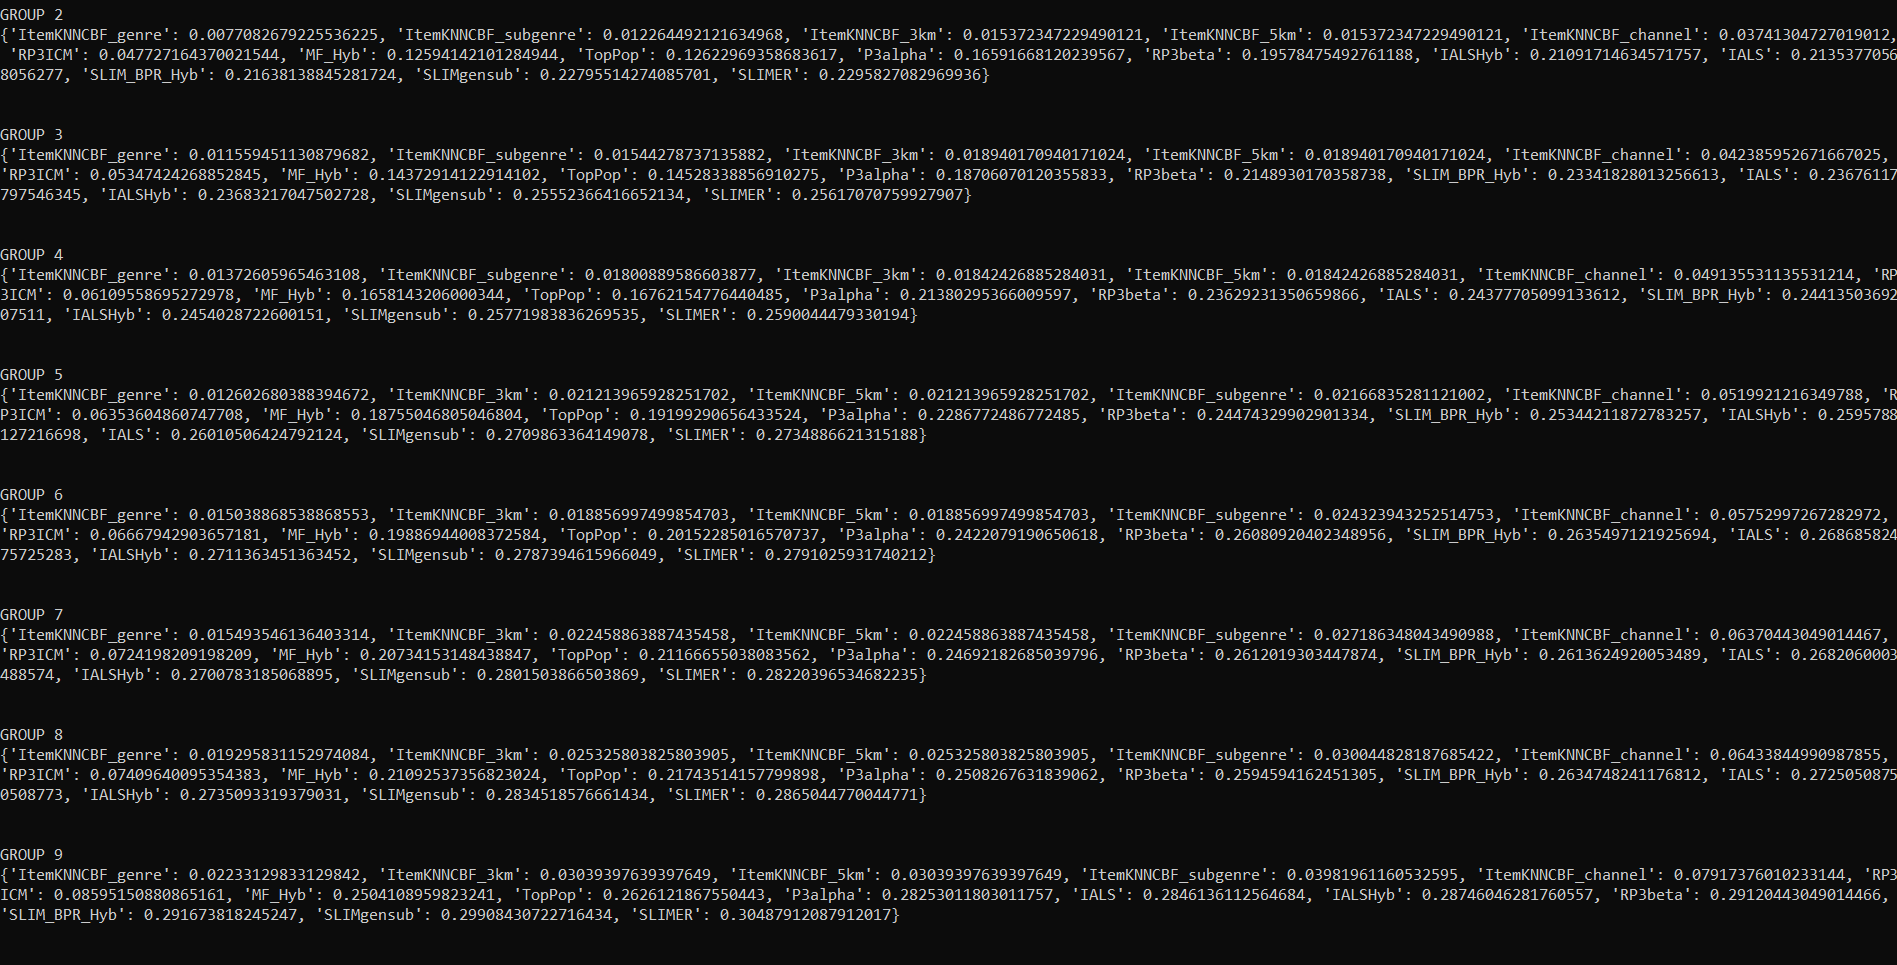 GROUP 2
{'ItemKNNCBF_genre': 0.0077082679225536225, 'ItemKNNCBF_subgenre': 0.012264492121634968, 'ItemKNNCBF_3km': 0.015372347229490121, 'ItemKNNCBF_5km': 0.015372347229490121, 'ItemKNNCBF_channel': 0.03741304727019012,
'RP3ICM': 0.047727164370021544, 'MF_Hyb': 0.12594142101284944, 'TopPop': 0.12622969358683617, 'P3alpha': 0.16591668120239567, 'RP3beta': 0.19578475492761188, 'IALSHyb': 0.21091714634571757, 'IALS': 0.2135377056
8056277, 'SLIM_BPR_Hyb': 0.21638138845281724, 'SLIMgensub': 0.22795514274085701, 'SLIMER': 0.2295827082969936}
GROUP 3
{'ItemKNNCBF_genre': 0.011559451130879682, 'ItemKNNCBF_subgenre': 0.01544278737135882, 'ItemKNNCBF_3km': 0.018940170940171024, 'ItemKNNCBF_5km': 0.018940170940171024, 'ItemKNNCBF_channel': 0.042385952671667025,
'RP3ICM': 0.05347424268852845, 'MF_Hyb': 0.14372914122914102, 'TopPop': 0.14528338856910275, 'P3alpha': 0.18706070120355833, 'RP3beta': 0.2148930170358738, 'SLIM_BPR_Hyb': 0.23341828013256613, 'IALS': 0.23676117
797546345, 'IALSHyb': 0.23683217047502728, 'SLIMgensub': 0.25552366416652134, 'SLIMER': 0.25617070759927907}
GROUP 4
{'ItemKNNCBF_genre': 0.01372605965463108, 'ItemKNNCBF_subgenre': 0.01800889586603877, 'ItemKNNCBF_3km': 0.01842426885284031, 'ItemKNNCBF_5km': 0.01842426885284031, 'ItemKNNCBF_channel': 0.049135531135531214, 'RP
3ICM': 0.06109558695272978, 'MF_Hyb': 0.1658143206000344, 'TopPop': 0.16762154776440485, 'P3alpha': 0.21380295366009597, 'RP3beta': 0.23629231350659866, 'IALS': 0.24377705099133612, 'SLIM_BPR_Hyb': 0.24413503692
07511, 'IALSHyb': 0.2454028722600151, 'SLIMgensub': 0.25771983836269535, 'SLIMER': 0.2590044479330194}
GROUP 5
{'ItemKNNCBF_genre': 0.012602680388394672, 'ItemKNNCBF_3km': 0.021213965928251702, 'ItemKNNCBF_5km': 0.021213965928251702, 'ItemKNNCBF_subgenre': 0.02166835281121002, 'ItemKNNCBF_channel': 0.0519921216349788, 'R
P3ICM': 0.06353604860747708, 'MF_Hyb': 0.18755046805046804, 'TopPop': 0.19199290656433524, 'P3alpha': 0.2286772486772485, 'RP3beta': 0.24474329902901334, 'SLIM_BPR_Hyb': 0.25344211872783257, 'IALSHyb': 0.2595788
127216698, 'IALS': 0.26010506424792124, 'SLIMgensub': 0.2709863364149078, 'SLIMER': 0.2734886621315188}
GROUP 6
{'ItemKNNCBF_genre': 0.015038868538868553, 'ItemKNNCBF_3km': 0.018856997499854703, 'ItemKNNCBF_5km': 0.018856997499854703, 'ItemKNNCBF_subgenre': 0.024323943252514753, 'ItemKNNCBF_channel': 0.05752997267282972,
'RP3ICM': 0.06667942903657181, 'MF_Hyb': 0.19886944008372584, 'TopPop': 0.20152285016570737, 'P3alpha': 0.2422079190650618, 'RP3beta': 0.26080920402348956, 'SLIM_BPR_Hyb': 0.2635497121925694, 'IALS': 0.268685824
75725283, 'IALSHyb': 0.2711363451363452, 'SLIMgensub': 0.2787394615966049, 'SLIMER': 0.2791025931740212}
GROUP 7
{'ItemKNNCBF_genre': 0.015493546136403314, 'ItemKNNCBF_3km': 0.022458863887435458, 'ItemKNNCBF_5km': 0.022458863887435458, 'ItemKNNCBF_subgenre': 0.027186348043490988, 'ItemKNNCBF_channel': 0.06370443049014467,
'RP3ICM': 0.0724198209198209, 'MF_Hyb': 0.20734153148438847, 'TopPop': 0.21166655038083562, 'P3alpha': 0.24692182685039796, 'RP3beta': 0.2612019303447874, 'SLIM_BPR_Hyb': 0.2613624920053489, 'IALS': 0.2682060003
488574, 'IALSHyb': 0.2700783185068895, 'SLIMgensub': 0.2801503866503869, 'SLIMER': 0.28220396534682235}
GROUP 8
{'ItemKNNCBF_genre': 0.019295831152974084, 'ItemKNNCBF_3km': 0.025325803825803905, 'ItemKNNCBF_5km': 0.025325803825803905, 'ItemKNNCBF_subgenre': 0.030044828187685422, 'ItemKNNCBF_channel': 0.06433844990987855,
'RP3ICM': 0.07409640095354383, 'MF_Hyb': 0.21092537356823024, 'TopPop': 0.21743514157799898, 'P3alpha': 0.2508267631839062, 'RP3beta': 0.2594594162451305, 'SLIM_BPR_Hyb': 0.2634748241176812, 'IALS': 0.2725050875
0508773, 'IALSHyb': 0.2735093319379031, 'SLIMgensub': 0.2834518576661434, 'SLIMER': 0.2865044770044771}
GROUP 9
{'ItemKNNCBF_genre': 0.02233129833129842, 'ItemKNNCBF_3km': 0.03039397639397649, 'ItemKNNCBF_5km': 0.03039397639397649, 'ItemKNNCBF_subgenre': 0.03981961160532595, 'ItemKNNCBF_channel': 0.07917376010233144, 'RP3
ICM': 0.08595150880865161, 'MF_Hyb': 0.2504108959823241, 'TopPop': 0.2626121867550443, 'P3alpha': 0.28253011803011757, 'IALS': 0.2846136112564684, 'IALSHyb': 0.28746046281760557, 'RP3beta': 0.29120443049014466,
'SLIM_BPR_Hyb': 0.291673818245247, 'SLIMgensub': 0.29908430722716434, 'SLIMER': 0.30487912087912017}